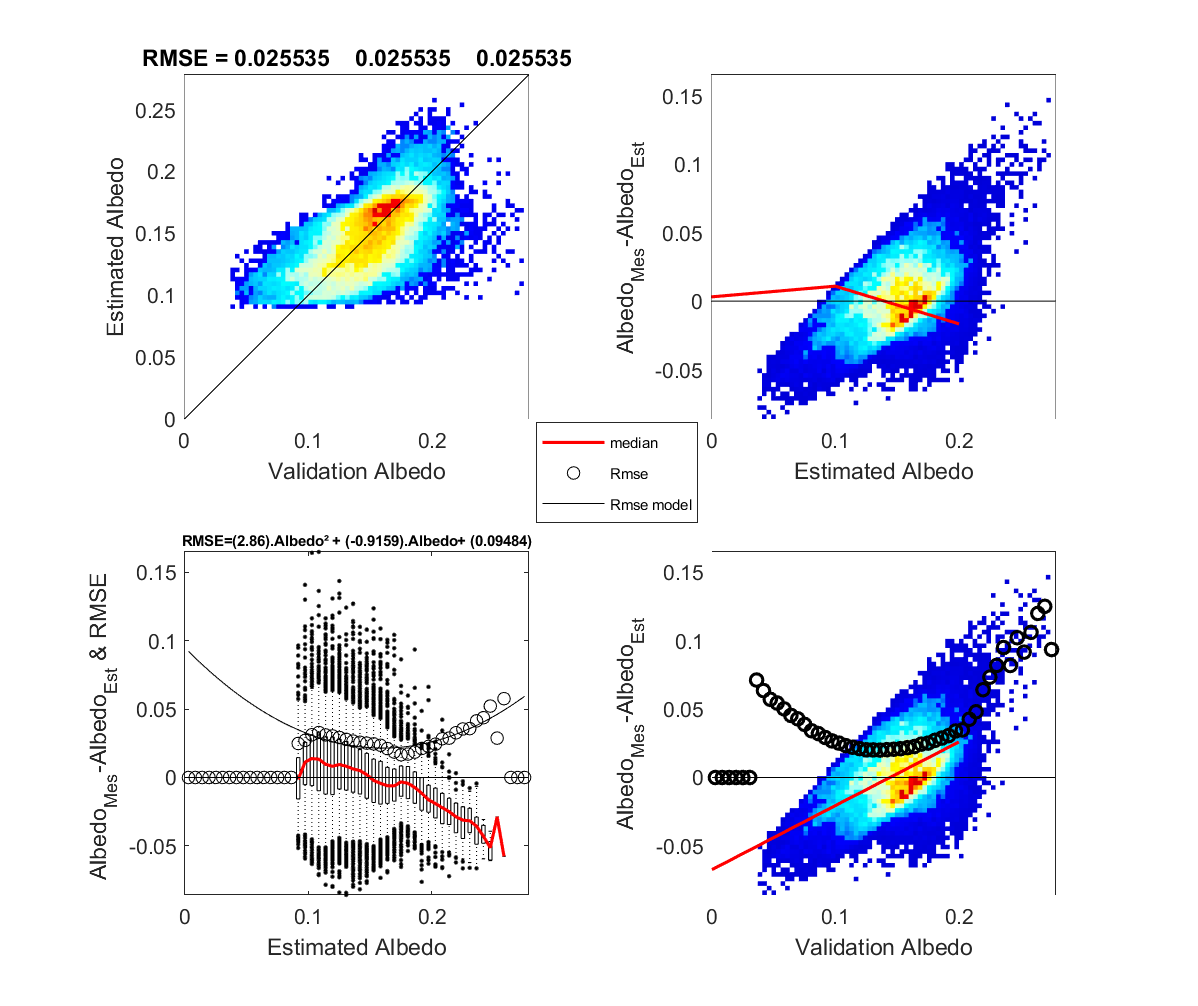 RMSE = 0.025535 0.025535 0.025535
0.25
0.2
0.15
0.1
0.05
0
0 0.1 0.2
Estimated Albedo
Validation Albedo
0.15
0.1
0.05
0
-0.05
0 0.1 0.2
Albedo_Mes-Albedo_Est
Estimated Albedo
median
Rmse
Rmse model
RMSE=(2.86).Albedo² + (-0.9159).Albedo+ (0.09484)
0.15
0.1
0.05
0
-0.05
0 0.1 0.2
Albedo_Mes-Albedo_Est & RMSE
Estimated Albedo
0.15
0.1
0.05
0
-0.05
0 0.1 0.2
Albedo_Mes-Albedo_Est
Validation Albedo